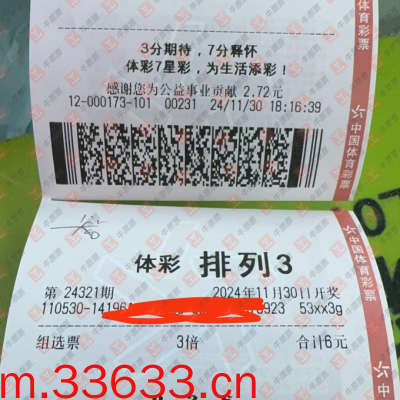 3分期待，7分释怀
体彩7星彩，为生活添彩！
感谢您为公益事业贡献 2.72元
12-000173-101 00231 24/11/30 18:16:39
中国体育彩票
中国体育彩票
体彩 排列3
第 24321期 2024年11月30日开奖
110530-14196 0923 53xx3g
组选票 3倍 合计6元
m.33633.cn